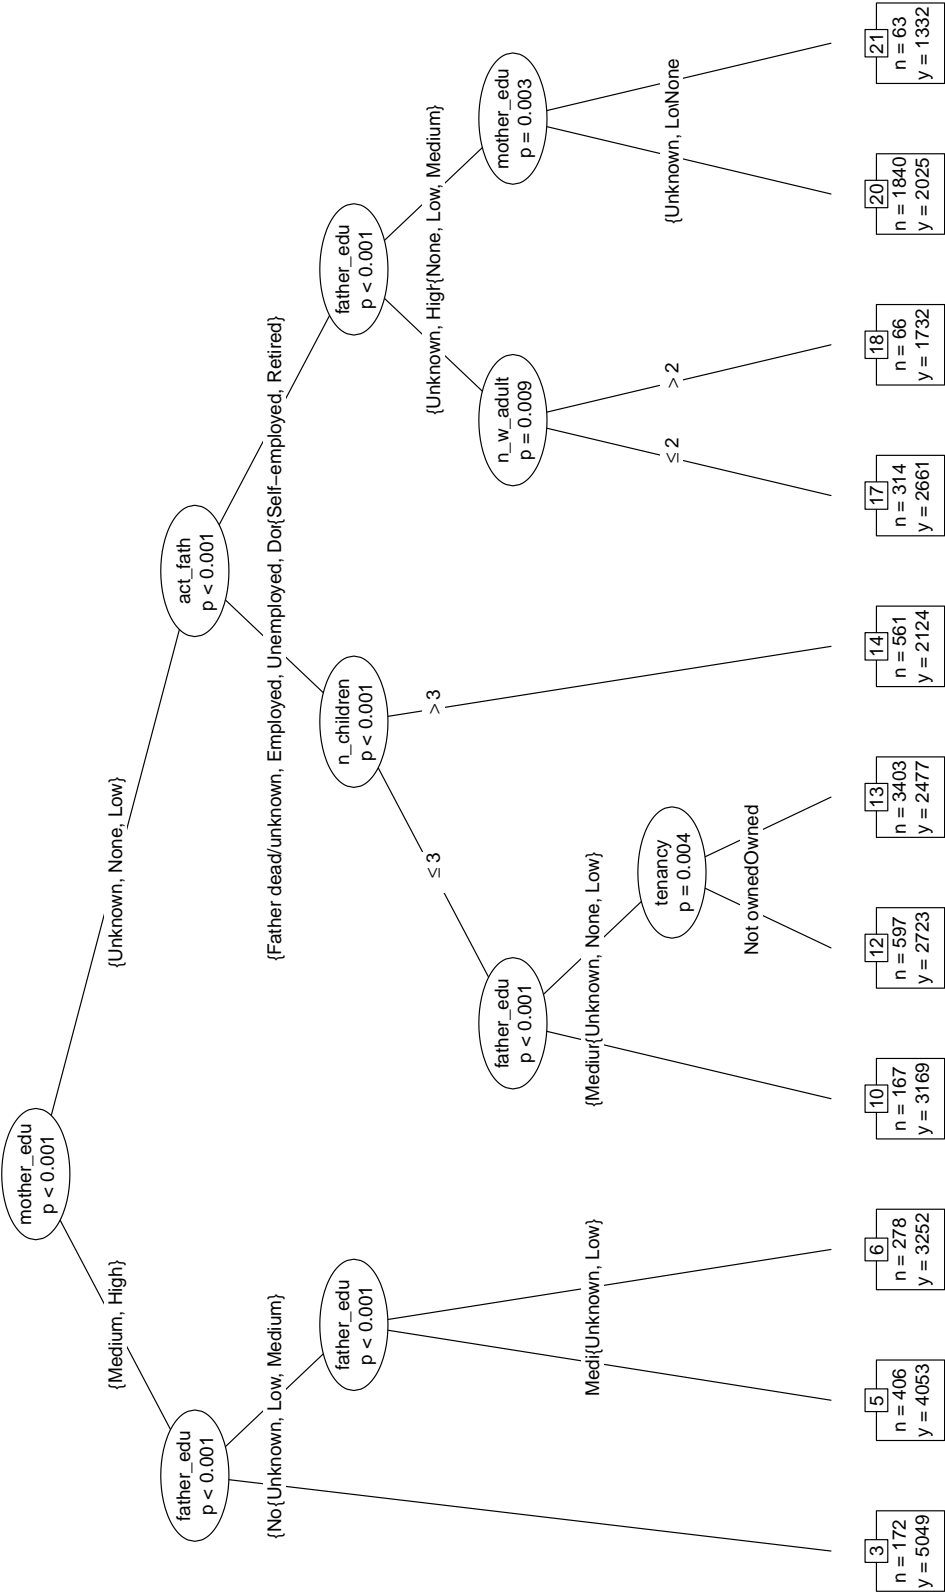 mother_edu
p < 0.001
{Medium, High}
{Unknown, None, Low}
father_edu
p < 0.001
{No{Unknown, Low, Medium}
father_edu
p < 0.001
Medi{Unknown, Low}
act_fath
p < 0.001
{Father dead/unknown, Employed, Unemployed, Dor{Self−employed, Retired}
n_children
p < 0.001
≤ 3
> 3
father_edu
p < 0.001
{Mediur{Unknown, None, Low}
tenancy
p = 0.004
Not ownedOwned
father_edu
p < 0.001
{Unknown, High{None, Low, Medium}
n_w_adult
p = 0.009
≤ 2
> 2
mother_edu
p = 0.003
{Unknown, LowNone
3
n = 172
y = 5049
5
n = 406
y = 4053
6
n = 278
y = 3252
10
n = 167
y = 3169
12
n = 597
y = 2723
13
n = 3403
y = 2477
14
n = 561
y = 2124
17
n = 314
y = 2661
18
n = 66
y = 1732
20
n = 1840
y = 2025
21
n = 63
y = 1332